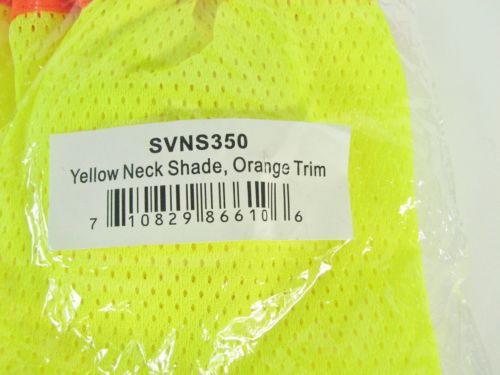 SVNS350
Yellow Neck Shade, Orange Trim
7 10829 86610 6